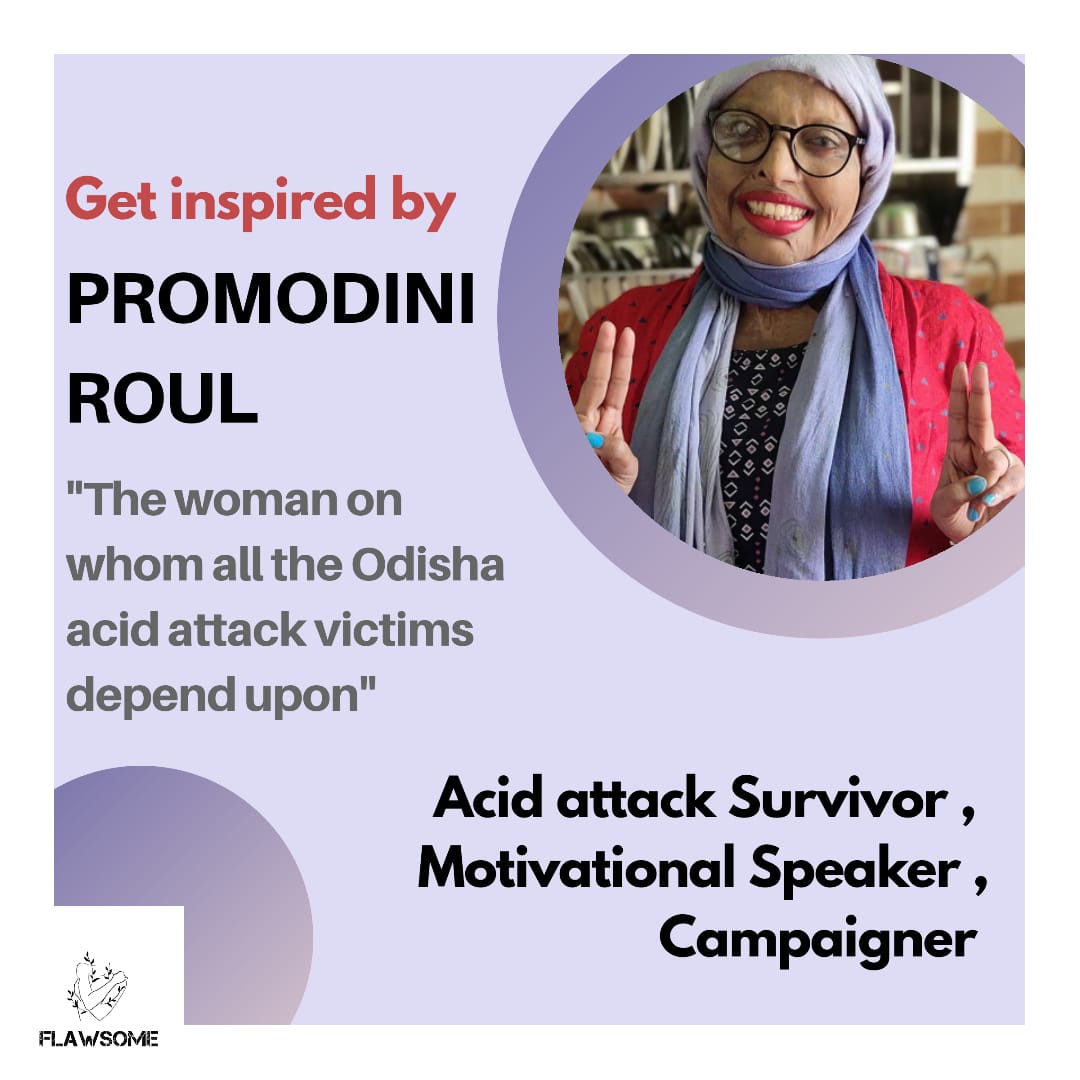 Get inspired by
PROMODINI
ROUL
"The woman on
whom all the Odisha
acid attack victims
depend upon"
Acid attack Survivor ,
Motivational Speaker ,
Campaigner
FLAWSOME